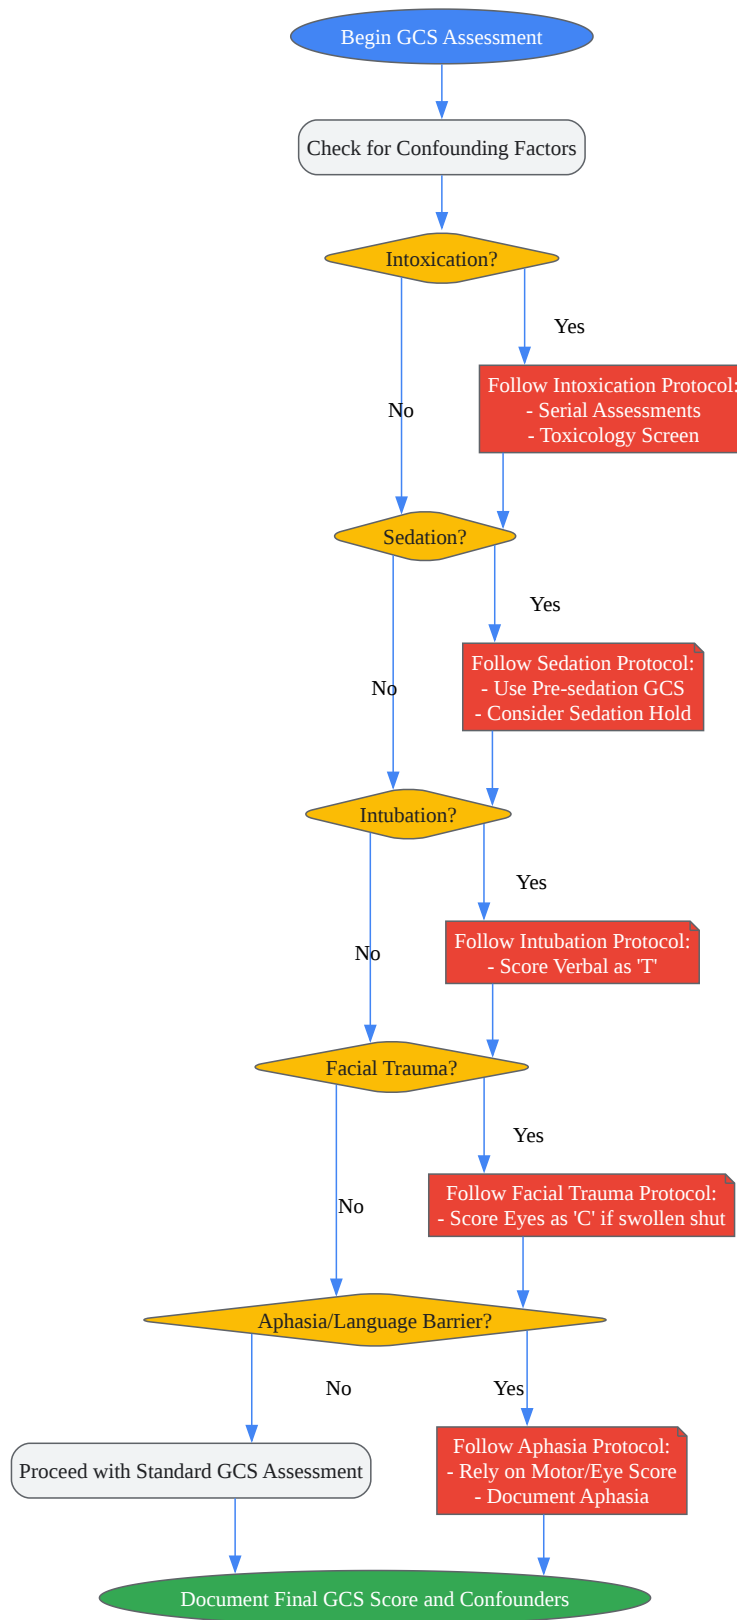 Begin GCS Assessment
Check for Confounding Factors
Intoxication?
Yes
Follow Intoxication Protocol:
- Serial Assessments
- Toxicology Screen
No
Sedation?
Yes
Follow Sedation Protocol:
- Use Pre-sedation GCS
- Consider Sedation Hold
No
Intubation?
Yes
Follow Intubation Protocol:
- Score Verbal as 'T'
No
Facial Trauma?
Yes
Follow Facial Trauma Protocol:
- Score Eyes as 'C' if swollen shut
No
Aphasia/Language Barrier?
No
Yes
Proceed with Standard GCS Assessment
Follow Aphasia Protocol:
- Rely on Motor/Eye Score
- Document Aphasia
Document Final GCS Score and Confounders